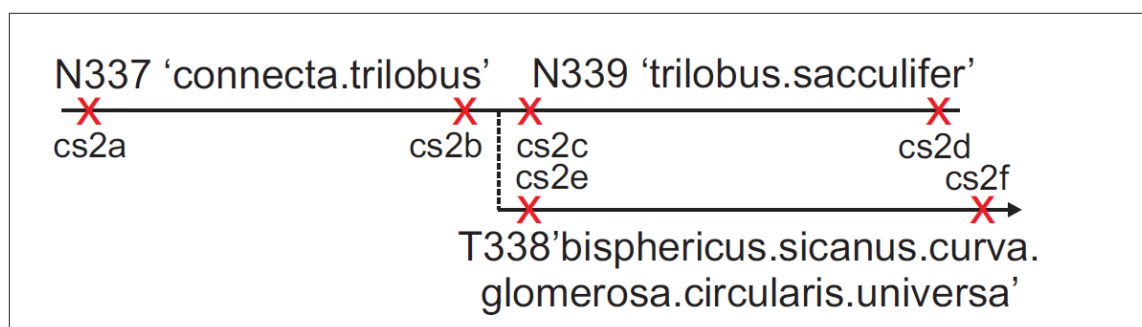 N337 ‘connecta.trilobus’ N339 ‘trilobus.sacculifer’
X X X X
cs2a cs2b cs2c cs2d
cs2e cs2f
X X
T338’bisphericus.sicanus.curva.
glomerosa.circularis.universa’